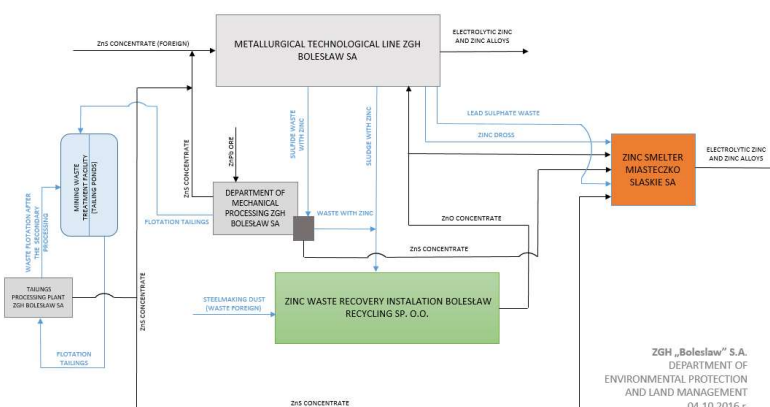 ZnS CONCENTRATE (FOREIGN)
METALLURGICAL TECHNOLOGICAL LINE ZGH
BOLESŁAW SA
ELECTROLYTIC ZINC
AND ZINC ALLOYS
LEAD SULPHATE WASTE
ZINC DROSS
SULFIDE WASTE
WITH ZINC
SLUDGE WITH ZINC
ZnPb ORE
ZnS CONCENTRATE
MINING WASTE
TREATMENT FACILITY
(TAILING PONDS)
ZINC SMELTER
MIASTECZKO
SLASKIE SA
ELECTROLYTIC ZINC
AND ZINC ALLOYS
DEPARTMENT OF
MECHANICAL
PROCESSING ZGH
BOLESŁAW SA
FLOTATION TAILINGS
WASTE WITH ZINC
ZnO CONCENTRATE
ZnS CONCENTRATE
WASTE FLOTATION AFTER
THE SECONDARY
PROCESSING
TAILINGS
PROCESSING PLANT
ZGH BOLESŁAW SA
ZnS CONCENTRATE
STEELMAKING DUST
(WASTE FOREIGN)
ZINC WASTE RECOVERY INSTALATION BOLESŁAW
RECYCLING SP. O.O.
FLOTATION
TAILINGS
ZnS CONCENTRATE
ZGH „Boleslaw” S.A.
DEPARTMENT OF
ENVIRONMENTAL PROTECTION
AND LAND MANAGEMENT
04.10.2016 r.